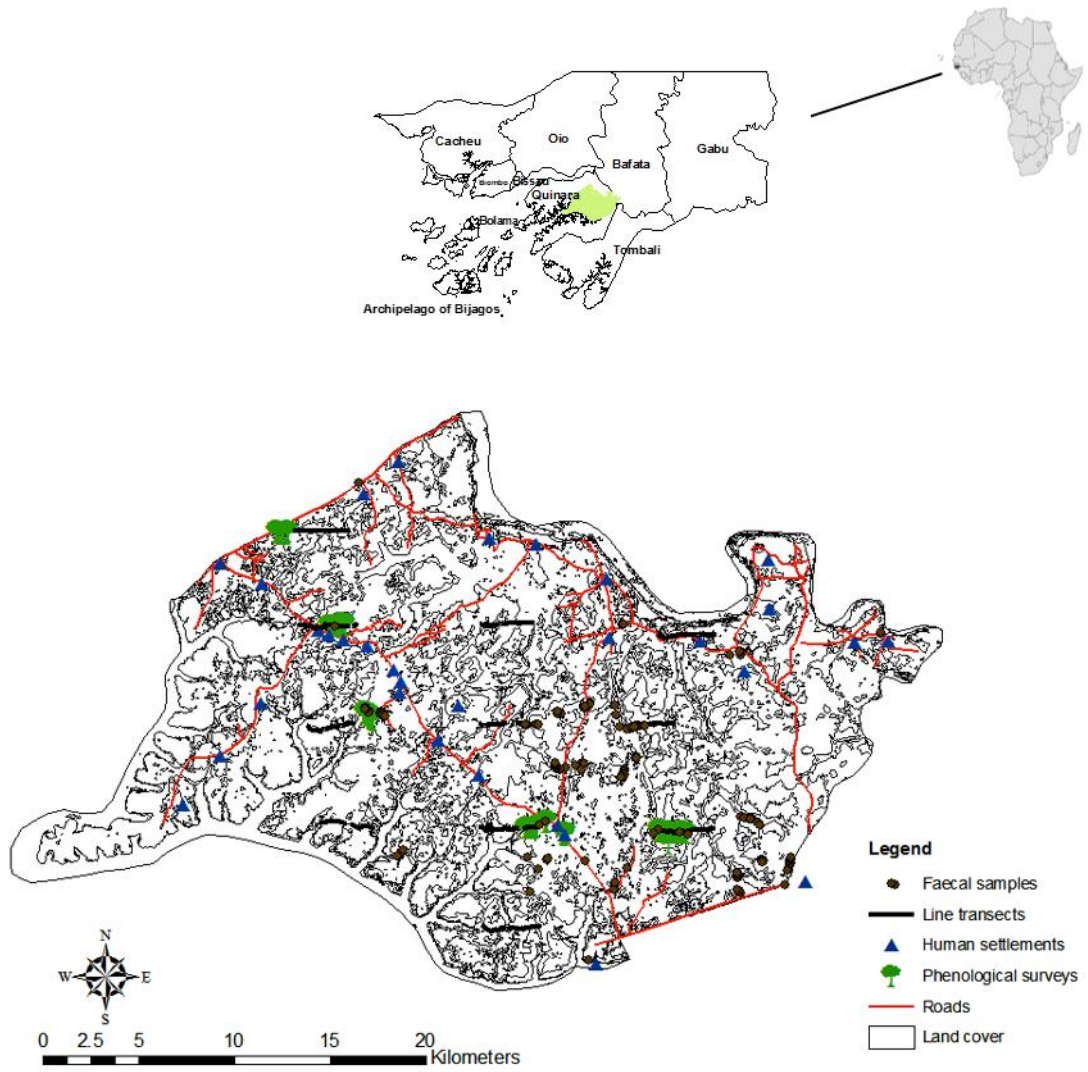 Cacheu
Oio
Gabu
Bafata
Biombo Bissau
Quinara
Bolama
Tombali
Archipelago of Bijagos
Legend
Faecal samples
Line transects
Human settlements
Phenological surveys
Roads
Land cover
N
W E
S
0 2.5 5 10 15 20
Kilometers